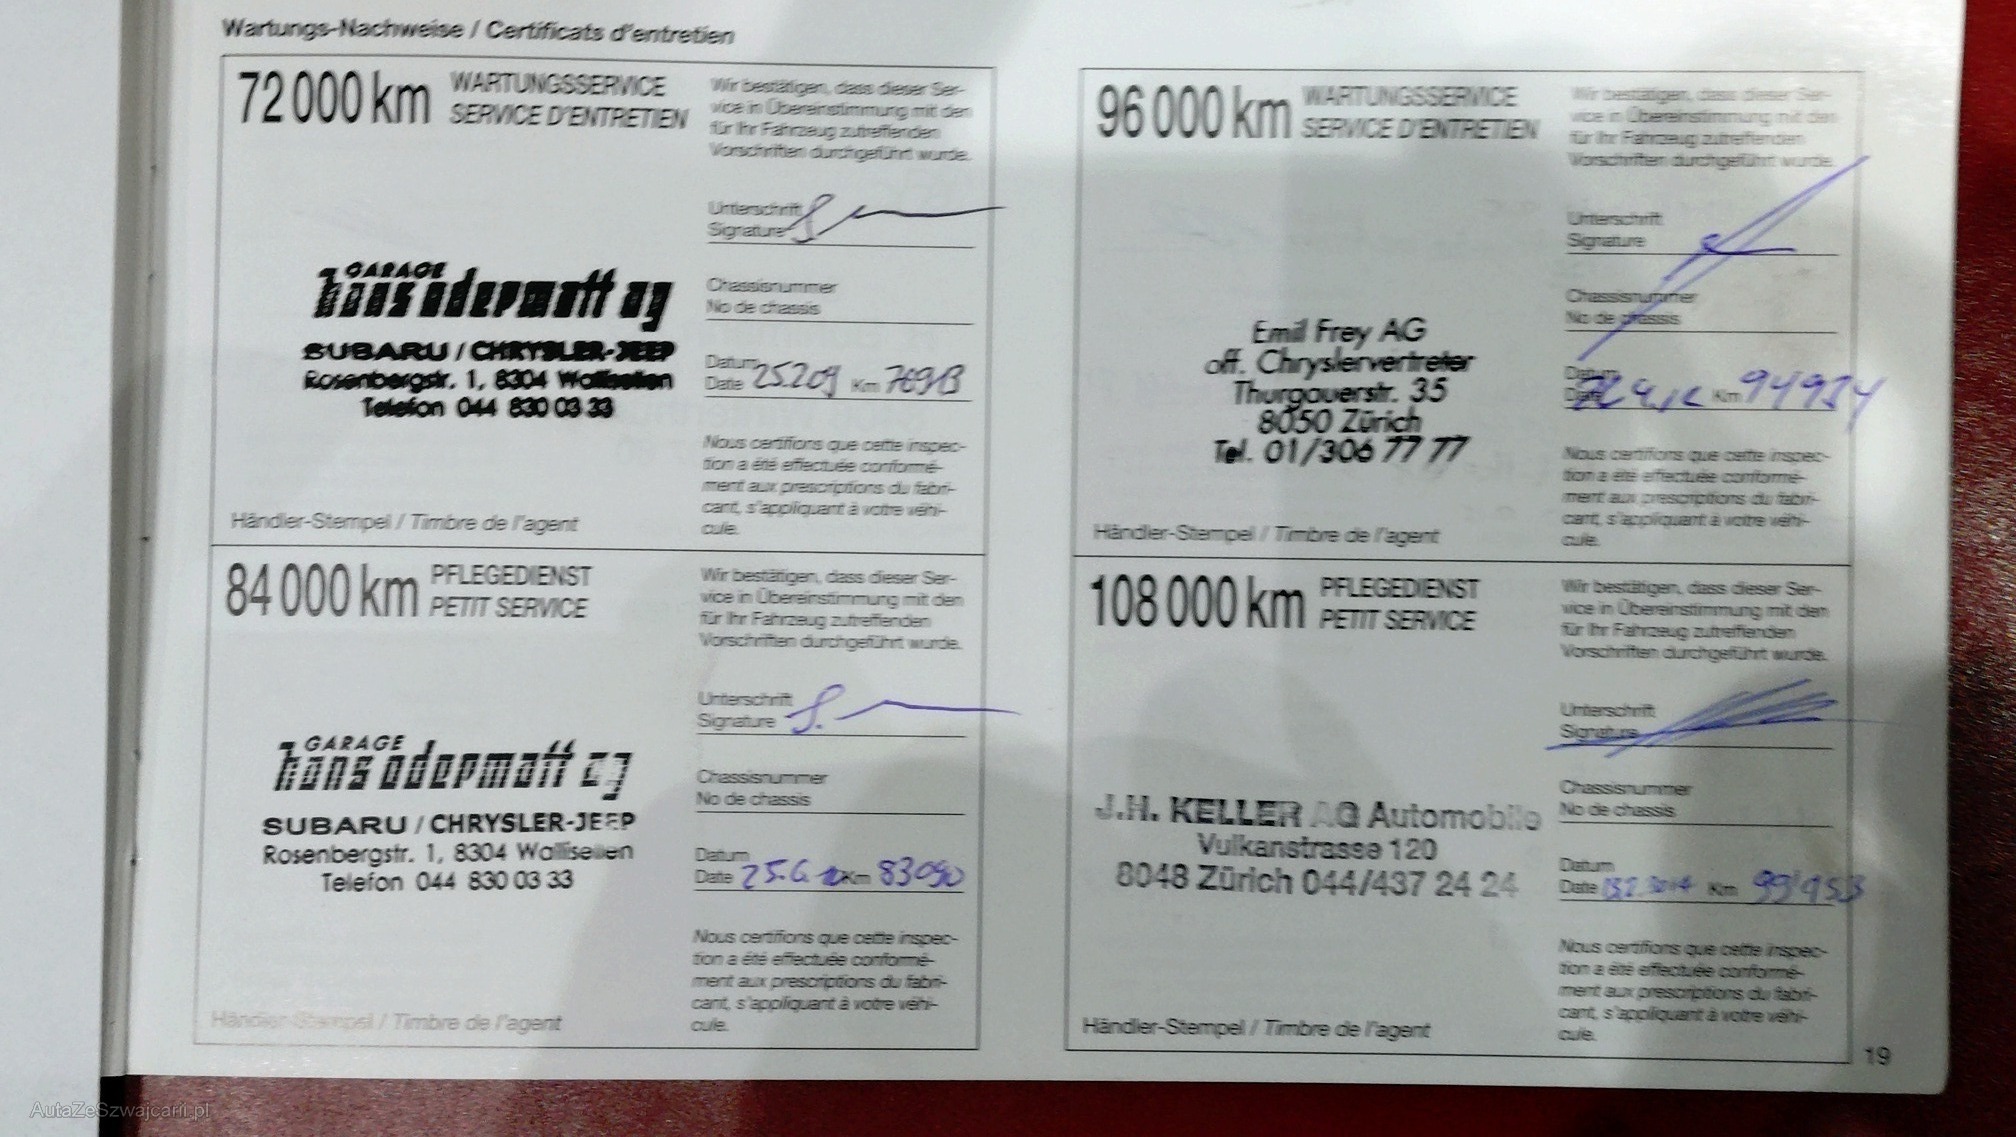 Wartungs-Nachweise / Certificats d'entretien
72 000 km
WARTUNGSSERVICE
SERVICE D'ENTRETIEN
Wir bestätigen, dass dieser Ser-
vice in Übereinstimmung mit den
für Ihr Fahrzeug zutreffenden
Vorschriften durchgeführt wurde.
Unterschrift
Signature
GARAGE
hans odermatt ag
SUBARU / CHRYSLER-JEEP
Rosenbergstr. 1, 8304 Wallisellen
Telefon 044 830 03 33
Chassisnummer
No de chassis
Datum
Date 25.2.09 Km 76913
Nous certifions que cette inspec-
tion a été effectuée conformé-
ment aux prescriptions du fabri-
cant, s'appliquant à votre véhi-
cule.
Händler-Stempel / Timbre de l'agent
84 000 km
PFLEGEDIENST
PETIT SERVICE
Wir bestätigen, dass dieser Ser-
vice in Übereinstimmung mit den
für Ihr Fahrzeug zutreffenden
Vorschriften durchgeführt wurde.
Unterschrift
Signature
GARAGE
hans odermatt ag
SUBARU / CHRYSLER-JEEP
Rosenbergstr. 1, 8304 Wallisellen
Telefon 044 830 03 33
Chassisnummer
No de chassis
Datum
Date 25.6.10 Km 83090
Nous certifions que cette inspec-
tion a été effectuée conformé-
ment aux prescriptions du fabri-
cant, s'appliquant à votre véhi-
cule.
Händler-Stempel / Timbre de l'agent
96 000 km
WARTUNGSSERVICE
SERVICE D'ENTRETIEN
Wir bestätigen, dass dieser Ser-
vice in Übereinstimmung mit den
für Ihr Fahrzeug zutreffenden
Vorschriften durchgeführt wurde.
Unterschrift
Signature
Emil Frey AG
off. Chryslervertreter
Thurgauerstr. 35
8050 Zürich
Tel. 01/306 77 77
Chassisnummer
No de chassis
Datum
Date Km 94934
Nous certifions que cette inspec-
tion a été effectuée conformé-
ment aux prescriptions du fabri-
cant, s'appliquant à votre véhi-
cule.
Händler-Stempel / Timbre de l'agent
108 000 km
PFLEGEDIENST
PETIT SERVICE
Wir bestätigen, dass dieser Ser-
vice in Übereinstimmung mit den
für Ihr Fahrzeug zutreffenden
Vorschriften durchgeführt wurde.
Unterschrift
Signature
J.H. KELLER AG Automobile
Vulkanstrasse 120
8048 Zürich 044/437 24 24
Chassisnummer
No de chassis
Datum
Date Km 99'953
Nous certifions que cette inspec-
tion a été effectuée conformé-
ment aux prescriptions du fabri-
cant, s'appliquant à votre véhi-
cule.
Händler-Stempel / Timbre de l'agent
19
AutaZeSzwajcarii.pl